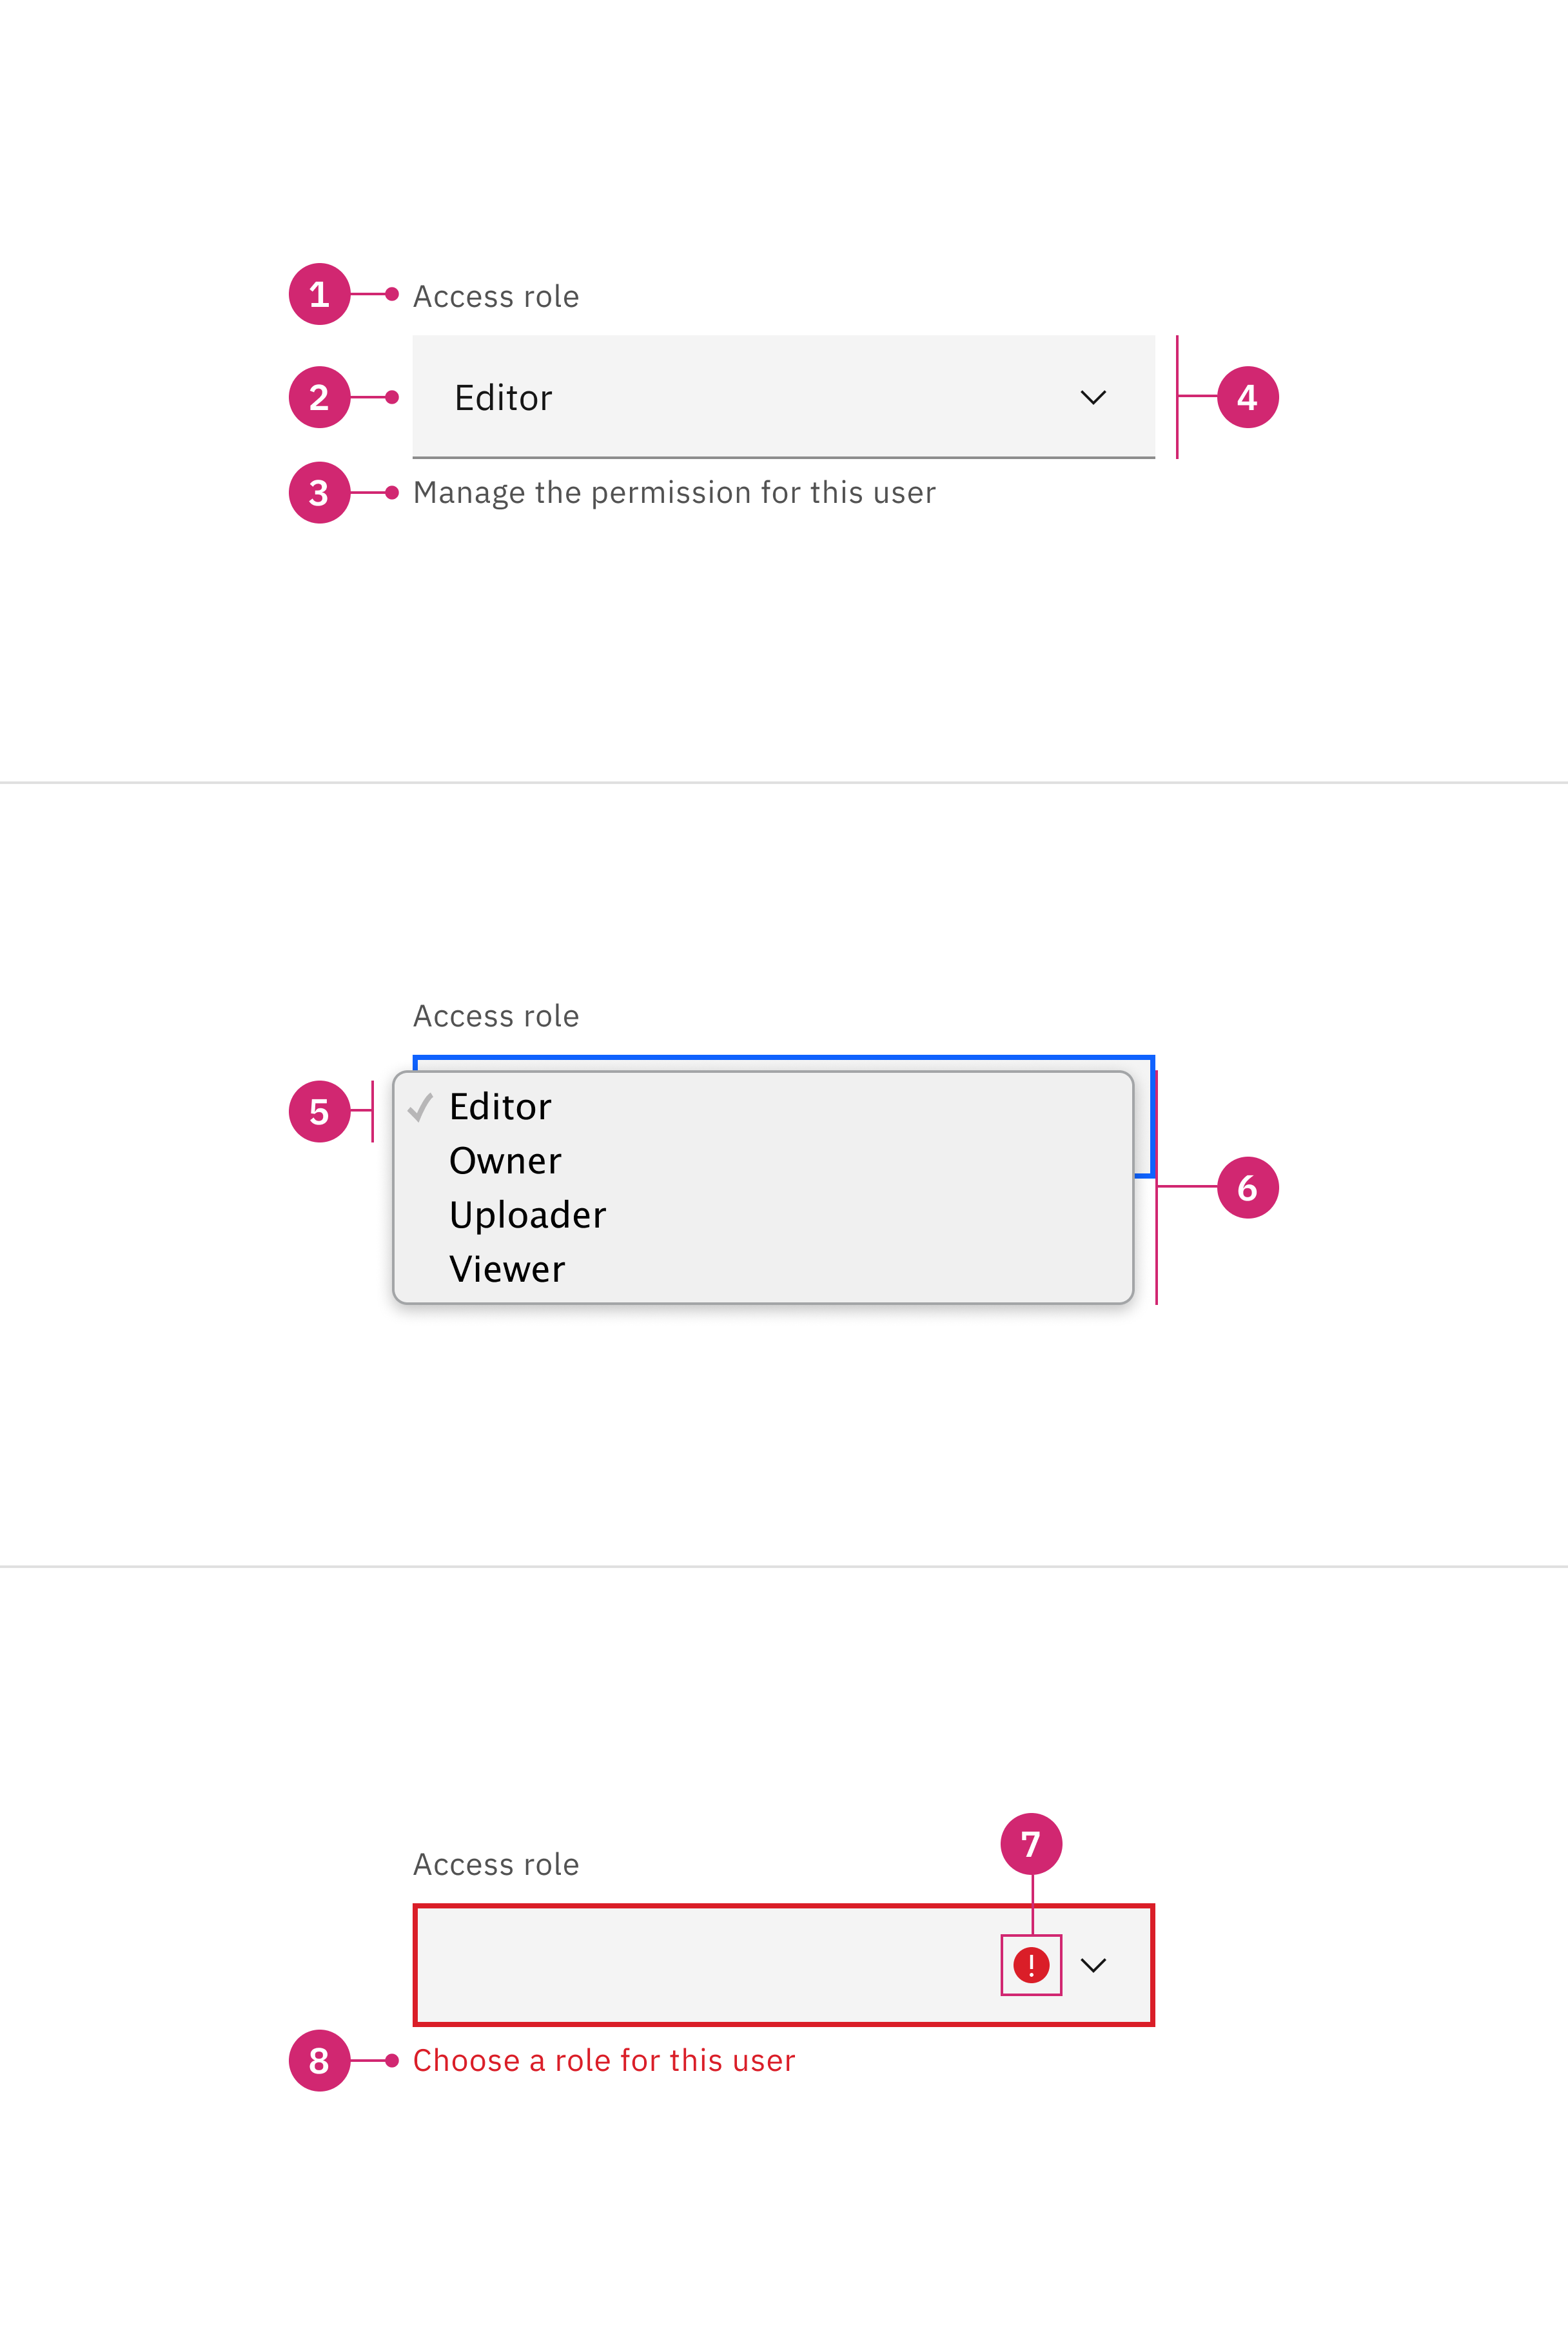 1 Access role
2 Editor 4
3 Manage the permission for this user
Access role
5 Editor
Owner 6
Uploader
Viewer
7
Access role
!
8 Choose a role for this user